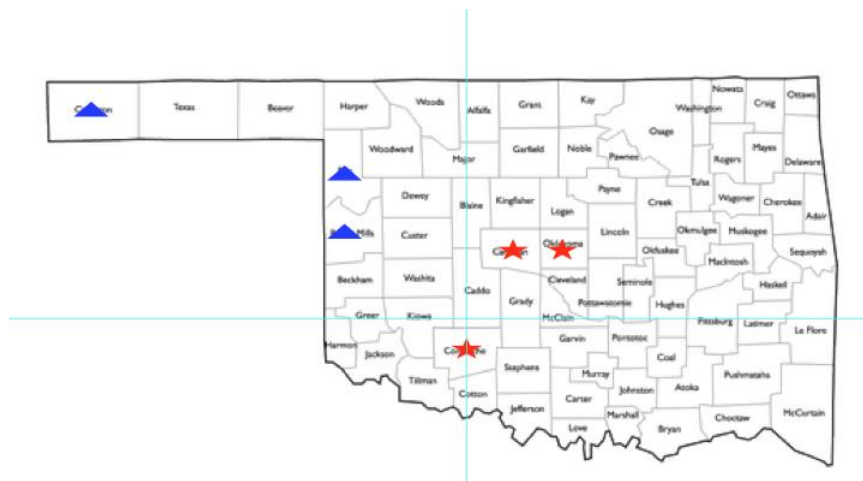 Nowata
Ottawa
Woods
Kay
Craig
Texas
Beaver
Harper
Alfalfa
Grant
Washington
Osage
Woodward
Garfield
Noble
Mayes
Major
Pawnee
Rogers
Delaware
Tulsa
Payne
Dewey
Kingfisher
Creek
Wagoner
Cherokee
Blaine
Logan
Adair
Mills
Custer
Lincoln
Okmulgee
Muskogee
Oklahoma
Okfuskee
Sequoyah
McIntosh
Beckham
Washita
Cleveland
Seminole
Haskell
Caddo
Grady
Pottawatomie
Hughes
Greer
Kiowa
McClain
Pittsburg
Latimer
Le Flore
Harmon
Jackson
Garvin
Pontotoc
Coal
Stephens
Murray
Pushmataha
Tillman
Cotton
Johnston
Atoka
Carter
Jefferson
Marshall
Choctaw
McCurtain
Love
Bryan